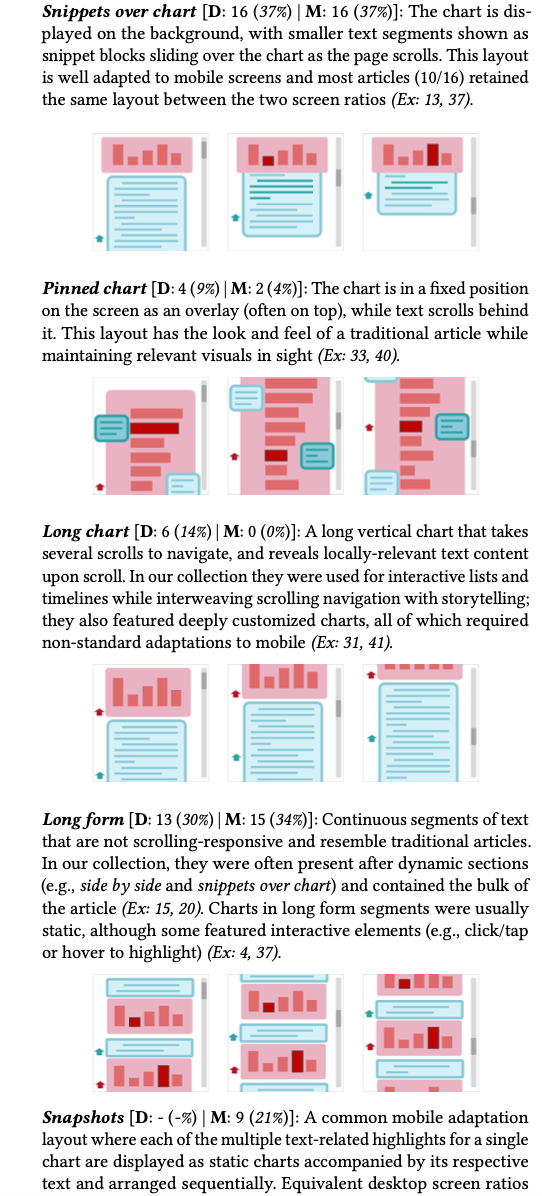 Snippets over chart [D: 16 (37%) | M: 16 (37%)]: The chart is dis-
played on the background, with smaller text segments shown as
snippet blocks sliding over the chart as the page scrolls. This layout
is well adapted to mobile screens and most articles (10/16) retained
the same layout between the two screen ratios (Ex: 13, 37).
Pinned chart [D: 4 (9%) | M: 2 (4%)]: The chart is in a fixed position
on the screen as an overlay (often on top), while text scrolls behind
it. This layout has the look and feel of a traditional article while
maintaining relevant visuals in sight (Ex: 33, 40).
Long chart [D: 6 (14%) | M: 0 (0%)]: A long vertical chart that takes
several scrolls to navigate, and reveals locally-relevant text content
upon scroll. In our collection they were used for interactive lists and
timelines while interweaving scrolling navigation with storytelling;
they also featured deeply customized charts, all of which required
non-standard adaptations to mobile (Ex: 31, 41).
Long form [D: 13 (30%) | M: 15 (34%)]: Continuous segments of text
that are not scrolling-responsive and resemble traditional articles.
In our collection, they were often present after dynamic sections
(e.g., side by side and snippets over chart) and contained the bulk of
the article (Ex: 15, 20). Charts in long form segments were usually
static, although some featured interactive elements (e.g., click/tap
or hover to highlight) (Ex: 4, 37).
Snapshots [D: - (-%) | M: 9 (21%)]: A common mobile adaptation
layout where each of the multiple text-related highlights for a single
chart are displayed as static charts accompanied by its respective
text and arranged sequentially. Equivalent desktop screen ratios